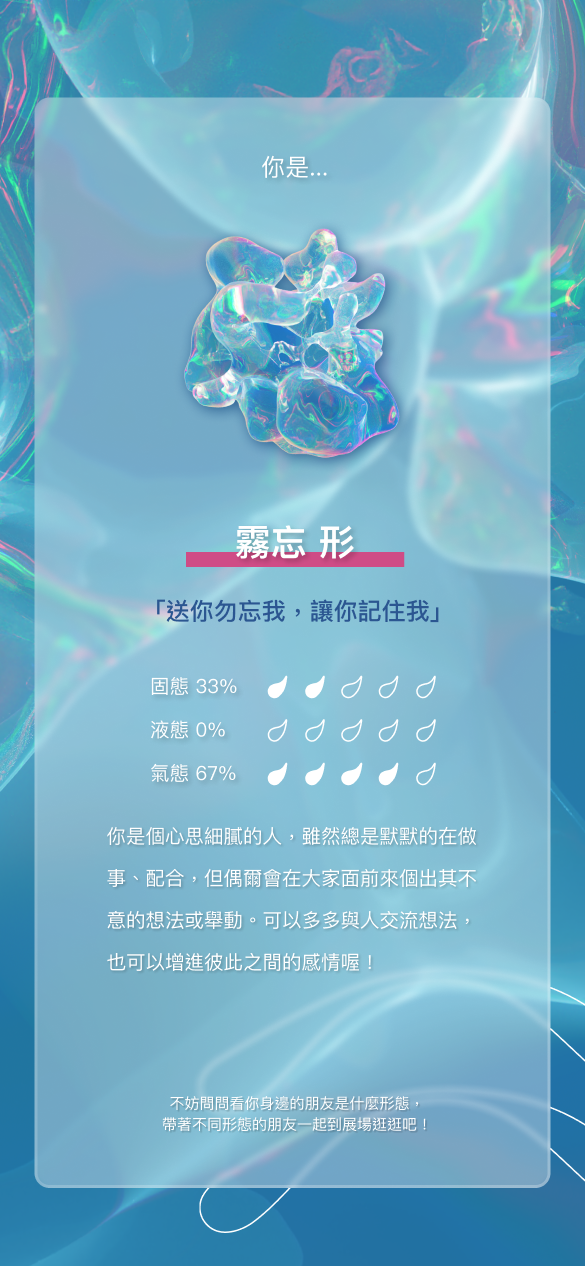 你是...
霧忘 形
「送你勿忘我，讓你記住我」
固態 33%
液態 0%
氣態 67%
你是個心思細膩的人，雖然總是默默的在做
事、配合，但偶爾會在大家面前來個出其不
意的想法或舉動。可以多多與人交流想法，
也可以增進彼此之間的感情喔！
不妨問問看你身邊的朋友是什麼形態，
帶著不同形態的朋友一起到展場逛逛吧！